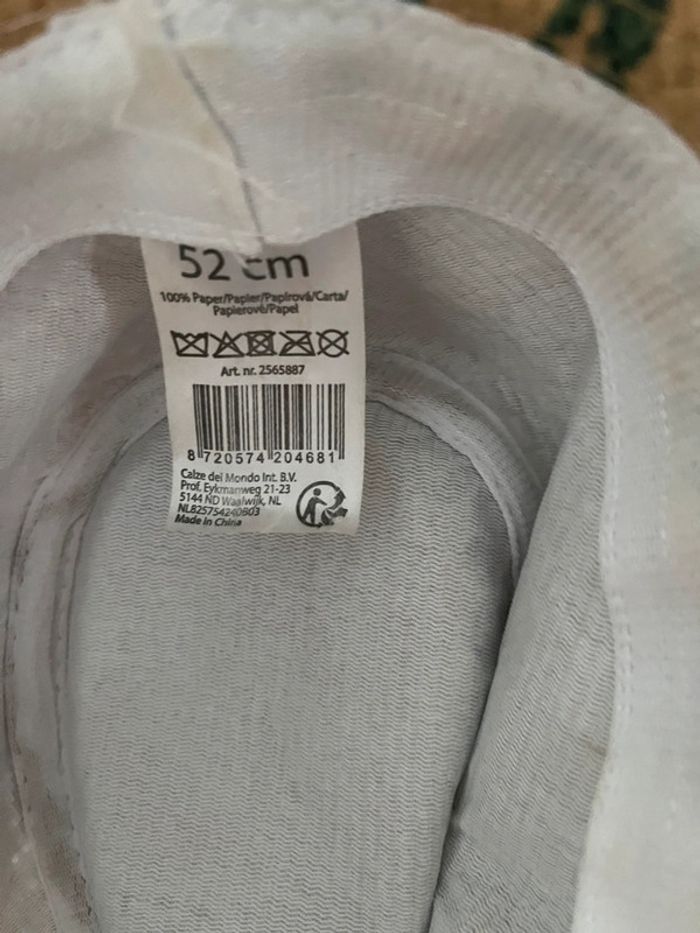 52 cm
100% Paper/Papier/Papírová/Carta/
Papierové/Papel
Art. nr. 2565887
8 720574 204681
Calze del Mondo Int. B.V.
Prof. Eykmanweg 21-23
5144 ND Waalwijk, NL
NL825754240B03
Made in China